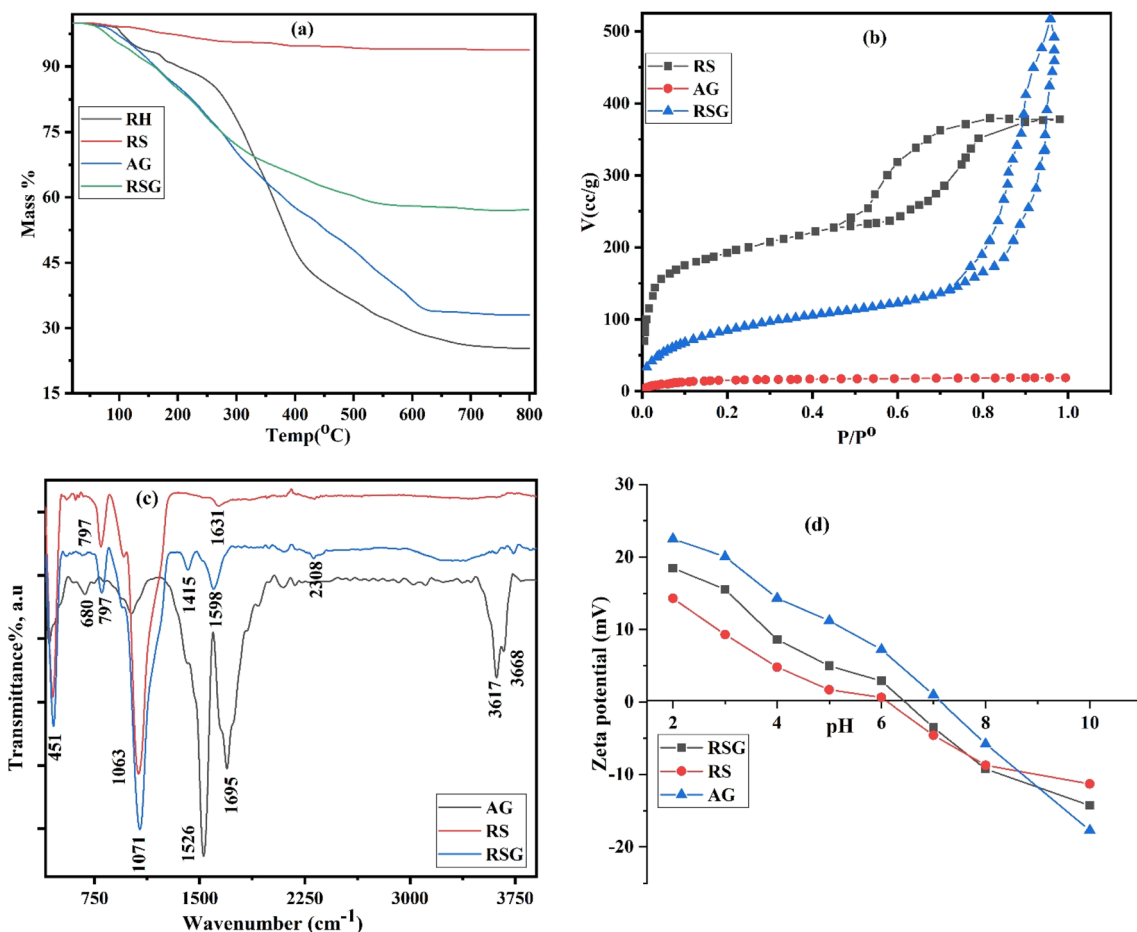 (a)
90
75
60
45
30
15
Mass %
RH
RS
AG
RSG
100 200 300 400 500 600 700 800
Temp(°C)
(b)
500
400
300
200
100
0
V(cc/g)
RS
AG
RSG
0.0 0.2 0.4 0.6 0.8 1.0
P/P°
(c)
Transmittance%, a.u
797
1631
680
797
1415
1598
2308
451
1063
1071
1526
1695
3617
3668
AG
RS
RSG
750 1500 2250 3000 3750
Wavenumber (cm-1)
(d)
30
20
10
0
-10
-20
Zeta potential (mV)
2 4 6 8 10
pH
RSG
RS
AG